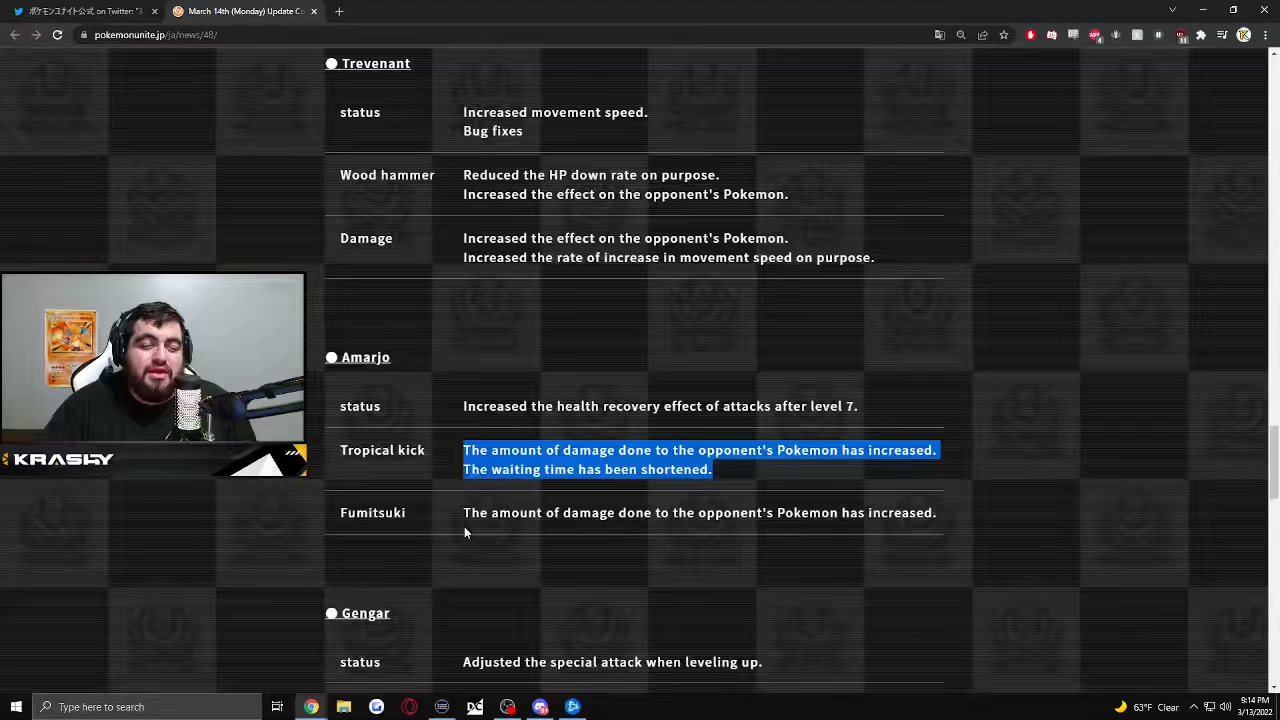 ポケモンユナイト公式 on Twitter: "3
March 14th (Monday) Update Co
pokemonunite.jp/ja/news/48/
Trevenant
status
Increased movement speed.
Bug fixes
Wood hammer
Reduced the HP down rate on purpose.
Increased the effect on the opponent's Pokemon.
Damage
Increased the effect on the opponent's Pokemon.
Increased the rate of increase in movement speed on purpose.
Amarjo
status
Increased the health recovery effect of attacks after level 7.
Tropical kick
The amount of damage done to the opponent's Pokemon has increased.
The waiting time has been shortened.
KRASHY
Fumitsuki
The amount of damage done to the opponent's Pokemon has increased.
Gengar
status
Adjusted the special attack when leveling up.
Type here to search
63°F Clear
9:14 PM
3/13/2022